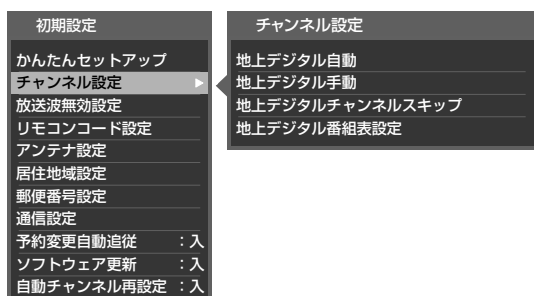 初期設定
かんたんセットアップ
チャンネル設定
放送波無効設定
リモコンコード設定
アンテナ設定
居住地域設定
郵便番号設定
通信設定
予約変更自動追従 ：入
ソフトウェア更新 ：入
自動チャンネル再設定 ：入
チャンネル設定
地上デジタル自動
地上デジタル手動
地上デジタルチャンネルスキップ
地上デジタル番組表設定